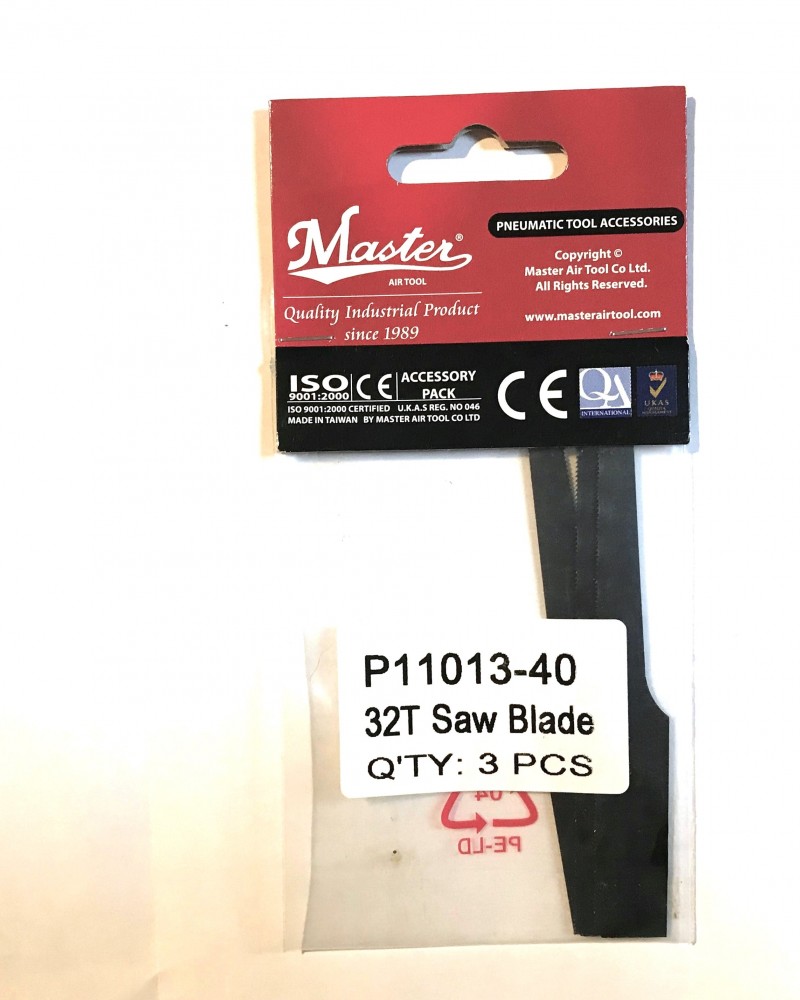 Master®
AIR TOOL
Quality Industrial Product
since 1989
PNEUMATIC TOOL ACCESSORIES
Copyright ©
Master Air Tool Co Ltd.
All Rights Reserved.
www.masterairtool.com
ISO
9001:2000
CE
ACCESSORY
PACK
ISO 9001:2000 CERTIFIED U.K.A.S REG. NO 046
MADE IN TAIWAN BY MASTER AIR TOOL CO LTD
CE
QA
INTERNATIONAL
UKAS
P11013-40
32T Saw Blade
Q'TY: 3 PCS
04
PE-LD